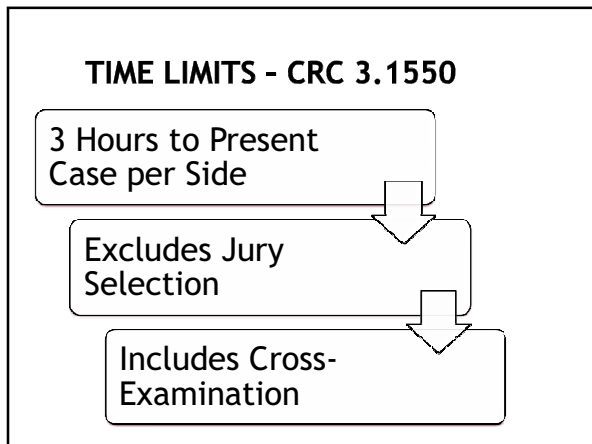 TIME LIMITS – CRC 3.1550
3 Hours to Present
Case per Side
Excludes Jury
Selection
Includes Cross-
Examination